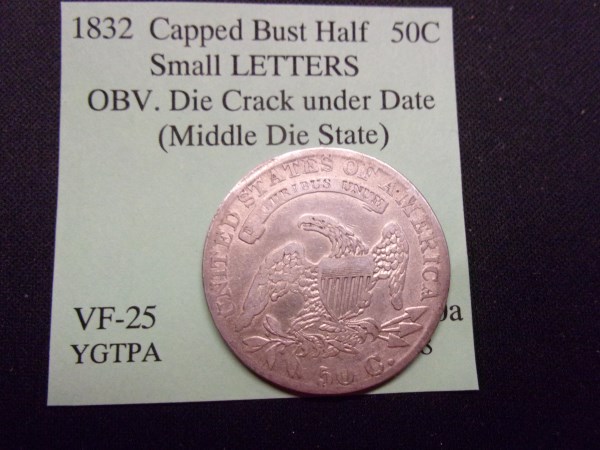 1832 Capped Bust Half 50C
Small LETTERS
OBV. Die Crack under Date
(Middle Die State)
UNITED STATES OF AMERICA
E PLURIBUS UNUM
50 C.
VF-25
YGTPA